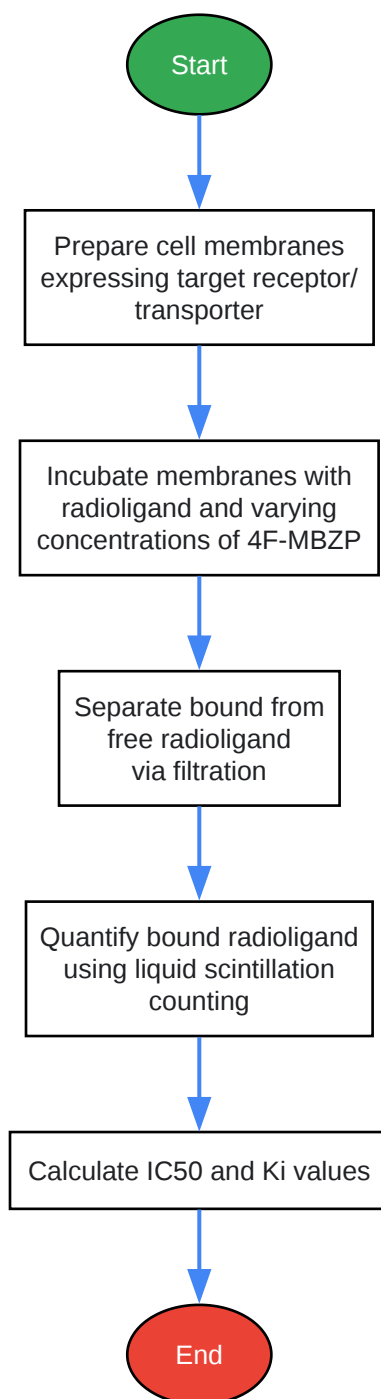 Start
Prepare cell membranes
expressing target receptor/
transporter
Incubate membranes with
radioligand and varying
concentrations of 4F-MBZP
Separate bound from
free radioligand
via filtration
Quantify bound radioligand
using liquid scintillation
counting
Calculate IC50 and Ki values
End